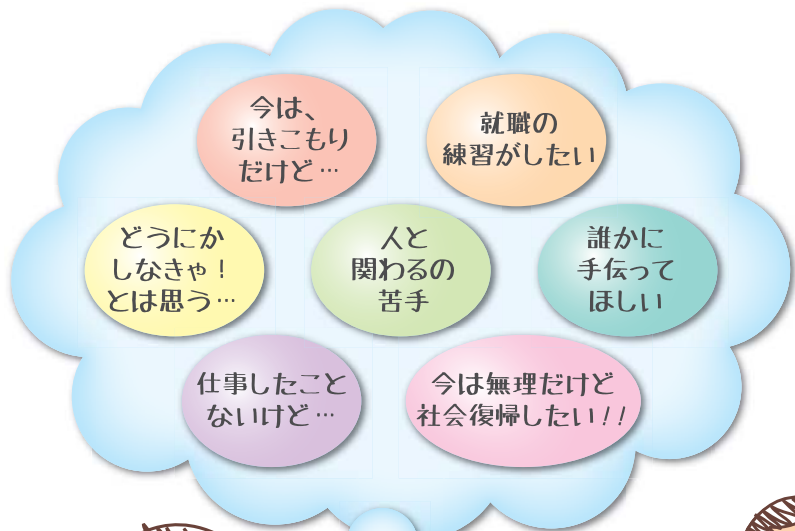 今は、
引きこもり
だけど…
就職の
練習がしたい
どうにか
しなきゃ！
とは思う…
人と
関わるの
苦手
誰かに
手伝って
ほしい
仕事したこと
ないけど…
今は無理だけど
社会復帰したい!!